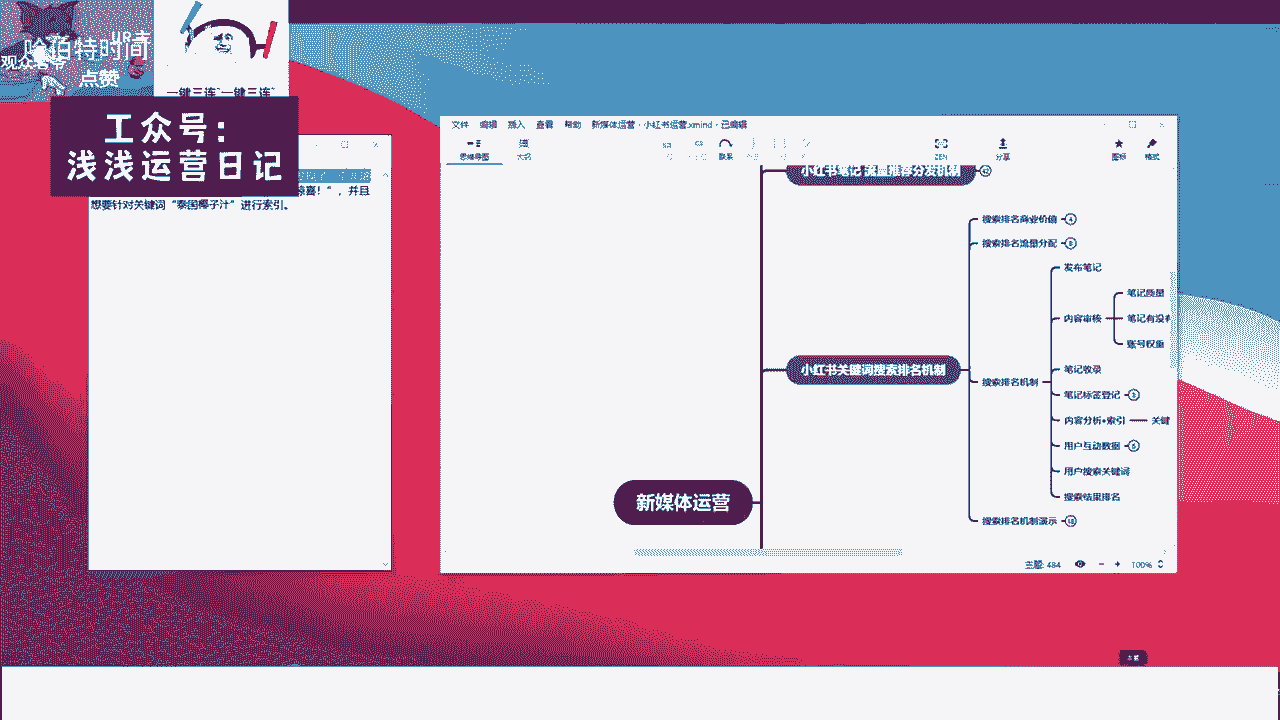 哈伯特时间
点赞
一键三连~一键三连~
工众号：
浅浅运营日记
惊喜！”，并且
想要针对关键词“泰国椰子汁”进行索引。
文件 编辑 插入 查看 帮助 新媒体运营 - 小红书运营.xmind - 已编辑
思维导图 大纲 联系 ZEN 分享 图标 格式
小红书笔记 流量推荐分发机制 42
搜索排名商业价值 4
搜索排名流量分配 8
发布笔记
笔记质量
内容审核
笔记有没有
账号权重
小红书关键词搜索排名机制
笔记收录
搜索排名机制
笔记标签登记 3
内容分析+索引 关键
用户互动数据 5
用户搜索关键词
搜索结果排名
新媒体运营
搜索排名机制演示 18
主题: 484 100%